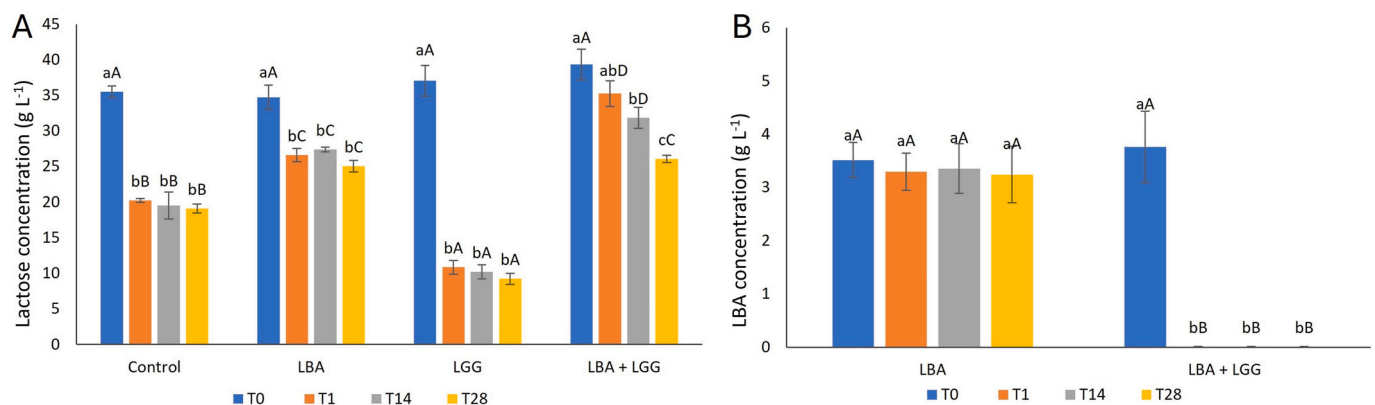 A
Lactose concentration (g L-1)
45
40
35
30
25
20
15
10
5
0
aA
bB
bB
bB
aA
bC
bC
bC
aA
bA
bA
bA
aA
abD
bD
cC
Control LBA LGG LBA + LGG
T0 T1 T14 T28
B
LBA concentration (g L-1)
6
5
4
3
2
1
0
aA
aA
aA
aA
aA
bB
bB
bB
LBA LBA + LGG
T0 T1 T14 T28